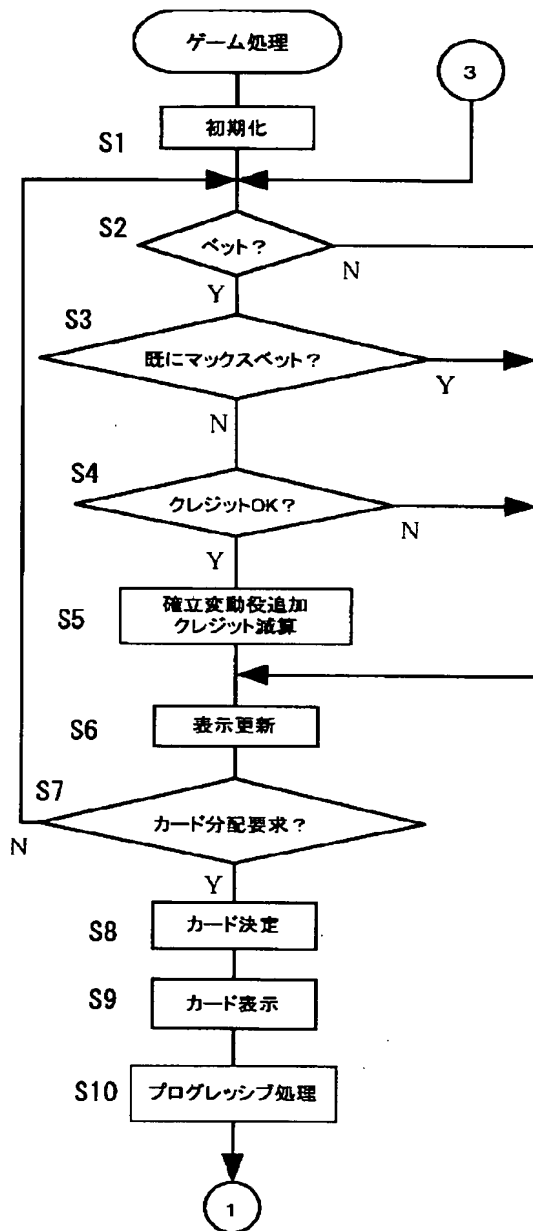 ゲーム処理
3
初期化
S1
S2
ベット?
N
Y
S3
既にマックスベット?
Y
N
S4
クレジットOK?
N
Y
S5
確立変動役追加
クレジット減算
S6
表示更新
S7
カード分配要求?
N
Y
S8
カード決定
S9
カード表示
S10
プログレッシブ処理
1